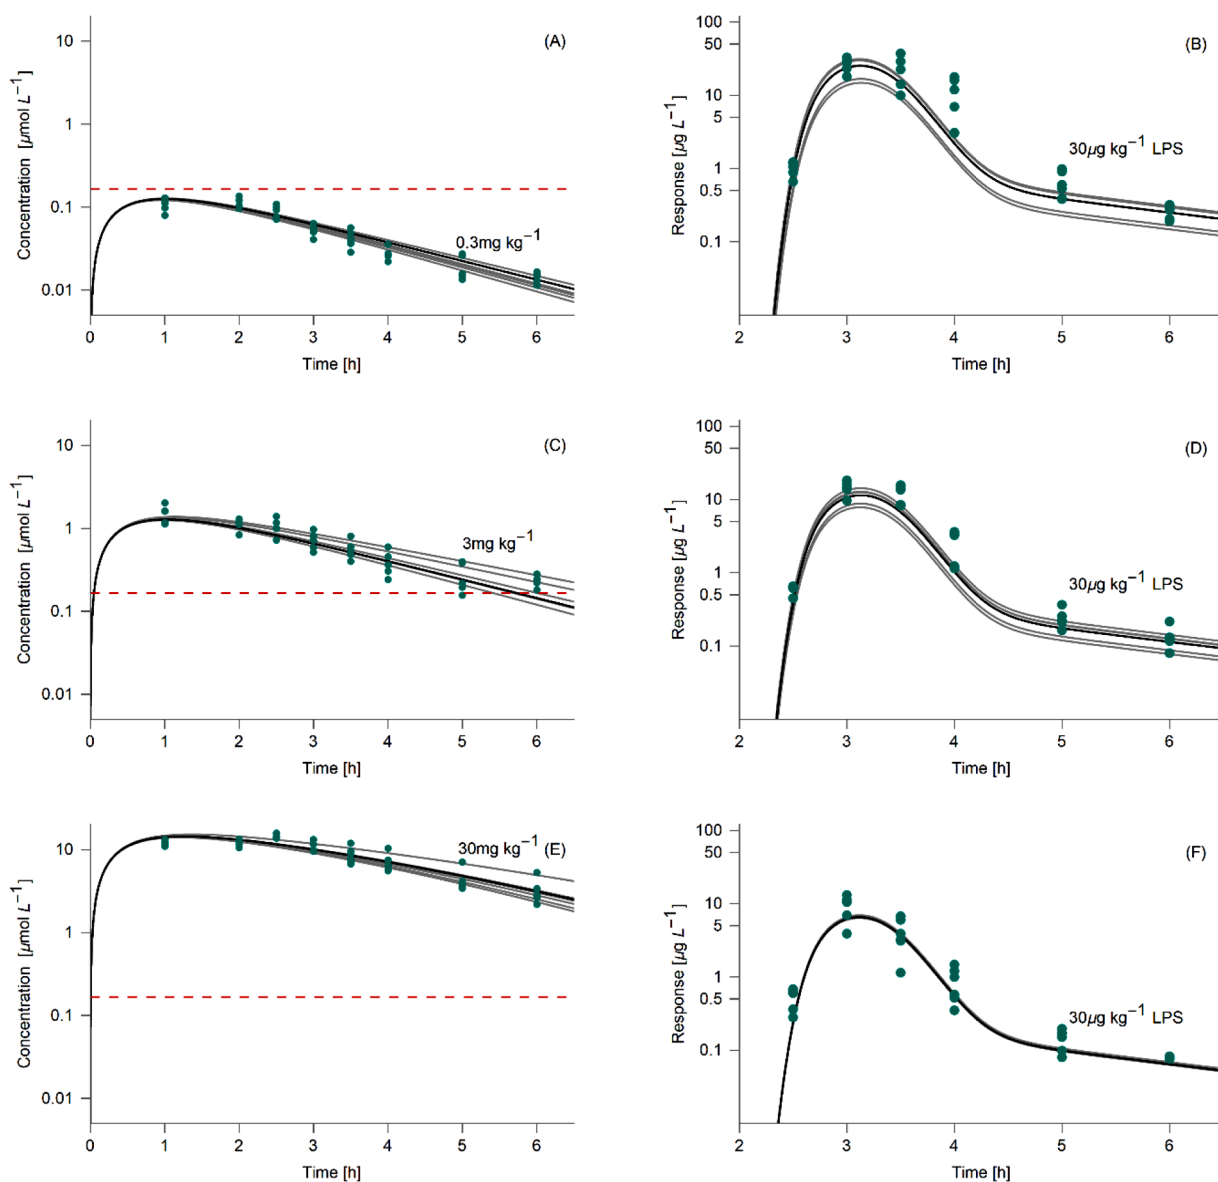 (A)
Concentration [µmol L⁻¹]
10
1
0.1
0.01
0.3mg kg⁻¹
0 1 2 3 4 5 6
Time [h]
(B)
Response [µg L⁻¹]
100
50
10
5
1
0.5
0.1
30µg kg⁻¹ LPS
2 3 4 5 6
Time [h]
(C)
Concentration [µmol L⁻¹]
10
1
0.1
0.01
3mg kg⁻¹
0 1 2 3 4 5 6
Time [h]
(D)
Response [µg L⁻¹]
100
50
10
5
1
0.5
0.1
30µg kg⁻¹ LPS
2 3 4 5 6
Time [h]
30mg kg⁻¹ (E)
Concentration [µmol L⁻¹]
10
1
0.1
0.01
0 1 2 3 4 5 6
Time [h]
(F)
Response [µg L⁻¹]
100
50
10
5
1
0.5
0.1
30µg kg⁻¹ LPS
2 3 4 5 6
Time [h]